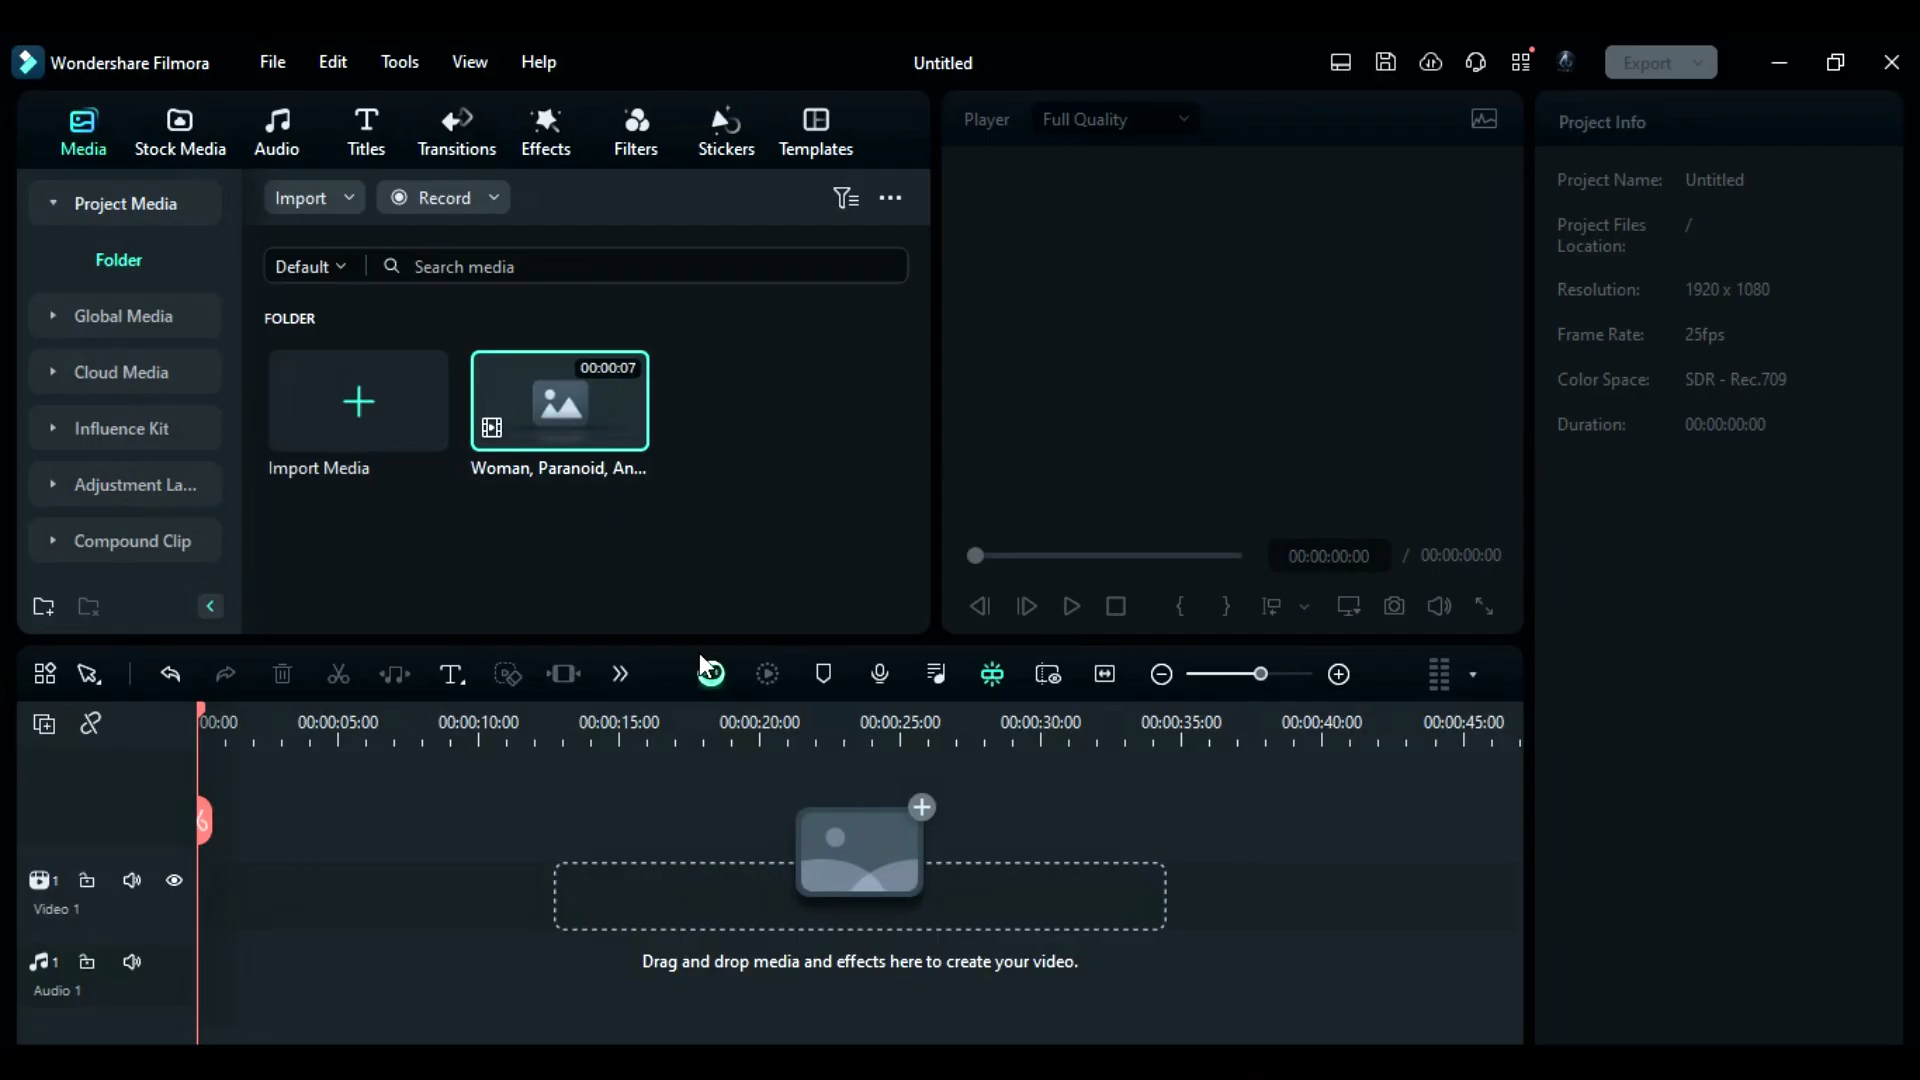 Wondershare Filmora
File
Edit
Tools
View
Help
Untitled
Export
Media
Stock Media
Audio
Titles
Transitions
Effects
Filters
Stickers
Templates
Player
Full Quality
Project Info
Project Media
Folder
Global Media
Cloud Media
Influence Kit
Adjustment La...
Compound Clip
Import
Record
Default
Search media
FOLDER
00:00:07
Import Media
Woman, Paranoid, An...
00:00:00:00 / 00:00:00:00
Project Name: Untitled
Project Files /
Location:
Resolution: 1920 x 1080
Frame Rate: 25fps
Color Space: SDR - Rec.709
Duration: 00:00:00:00
00:00
00:00:05:00
00:00:10:00
00:00:15:00
00:00:20:00
00:00:25:00
00:00:30:00
00:00:35:00
00:00:40:00
00:00:45:00
1
Video 1
1
Audio 1
Drag and drop media and effects here to create your video.